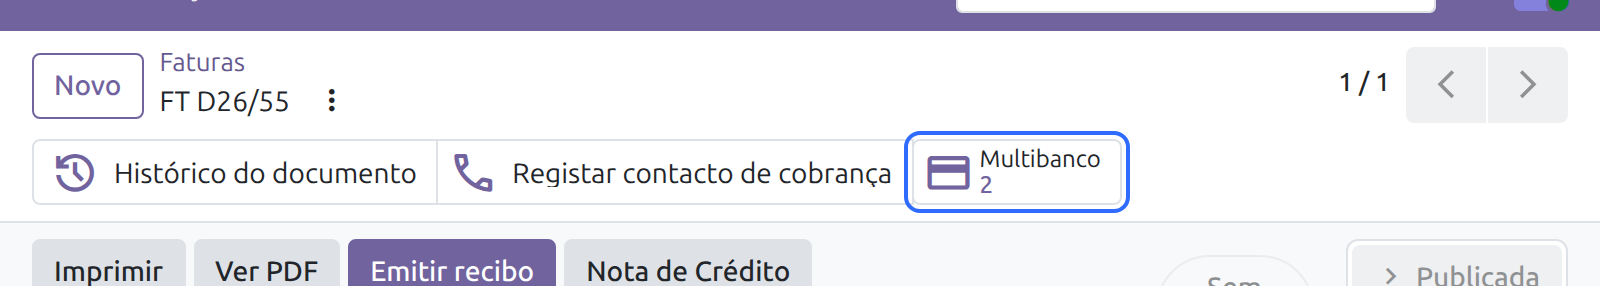 Novo
Faturas
FT D26/55
1 / 1
Histórico do documento
Registar contacto de cobrança
Multibanco
2
Imprimir
Ver PDF
Emitir recibo
Nota de Crédito
Sem
Publicada